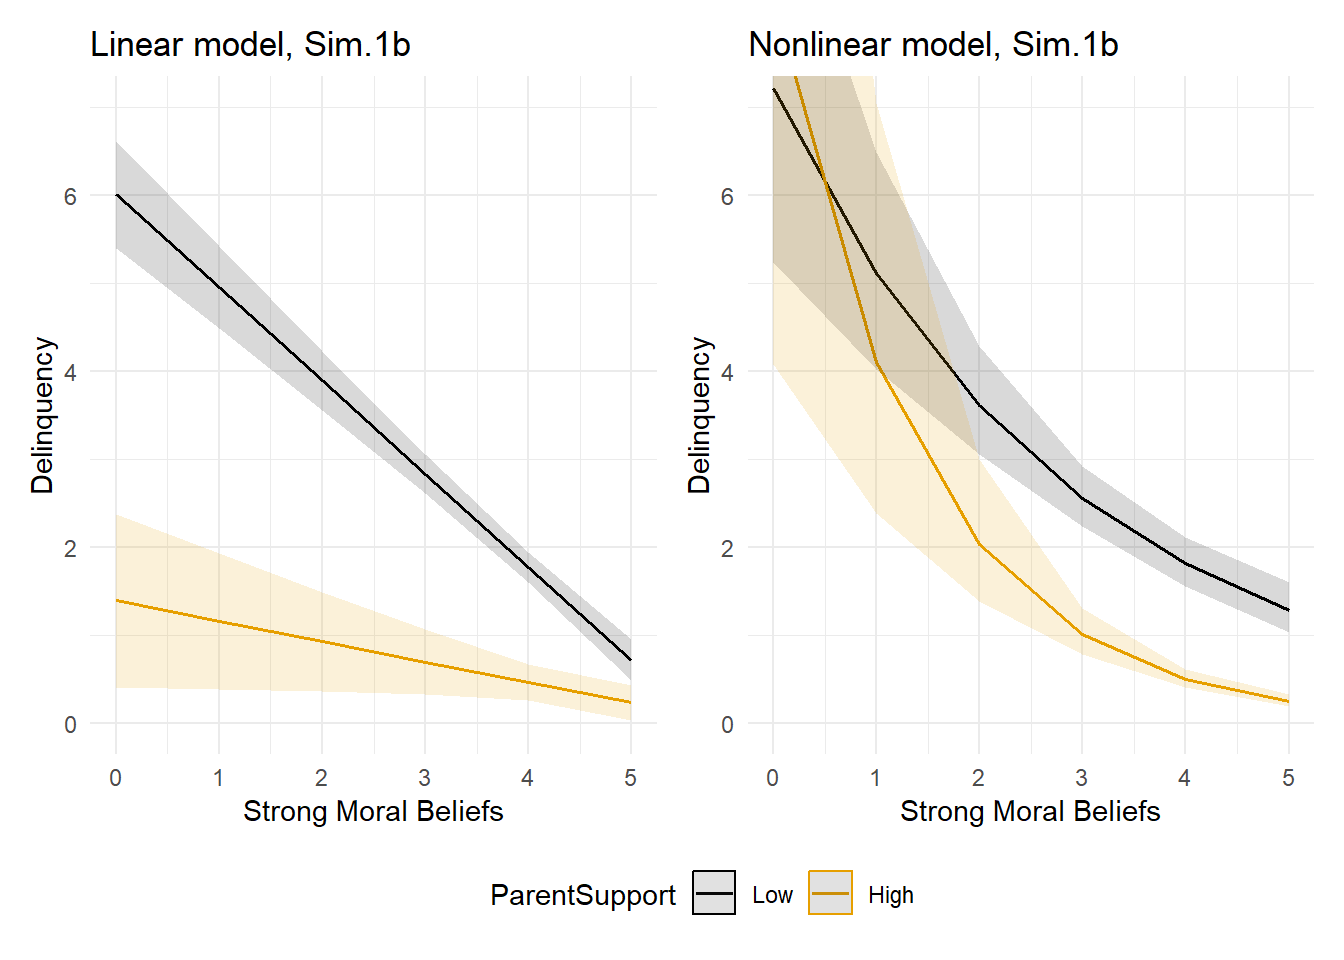 Linear model, Sim.1b
Delinquency
6
4
2
0
0 1 2 3 4 5
Strong Moral Beliefs
Nonlinear model, Sim.1b
Delinquency
6
4
2
0
0 1 2 3 4 5
Strong Moral Beliefs
ParentSupport Low High